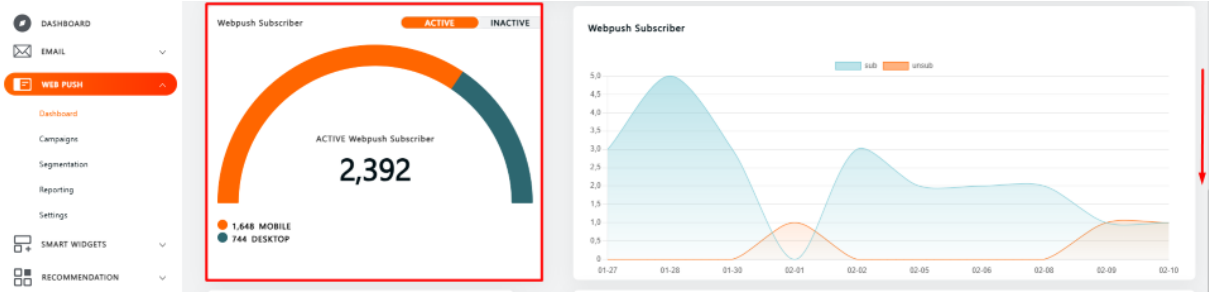 DASHBOARD
EMAIL
WEB PUSH
Dashboard
Campaigns
Segmentation
Reporting
Settings
SMART WIDGETS
RECOMMENDATION
Webpush Subscriber
ACTIVE INACTIVE
ACTIVE Webpush Subscriber
2,392
1,648 MOBILE
744 DESKTOP
Webpush Subscriber
sub unsub
5,0
4,5
4,0
3,5
3,0
2,5
2,0
1,5
1,0
0,5
0
01-27 01-28 01-30 02-01 02-02 02-05 02-06 02-08 02-09 02-10